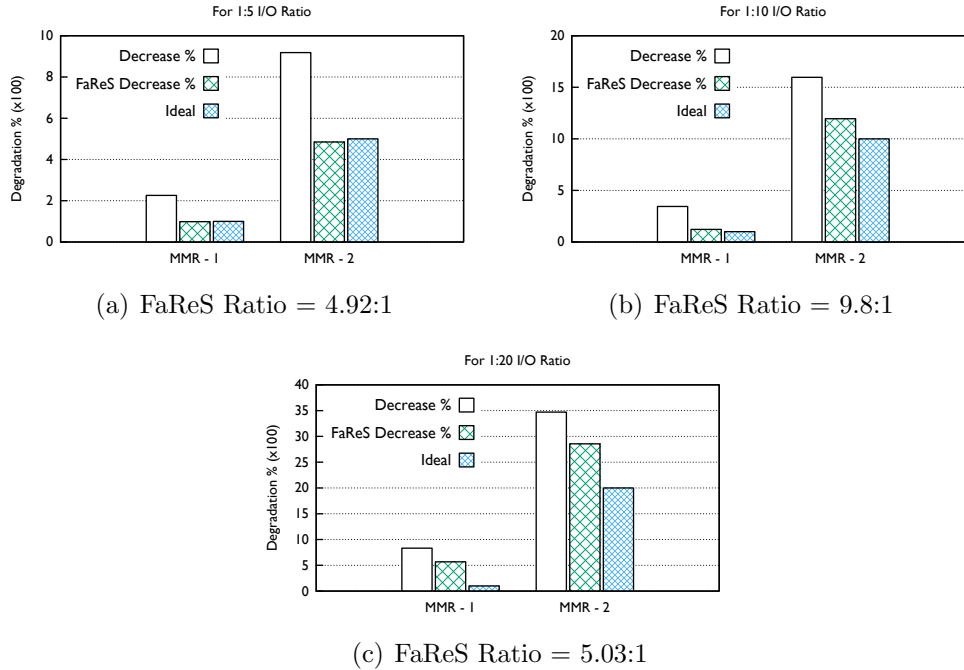 For 1:5 I/O Ratio
10
8
6
4
2
0
Degradation % (x100)
Decrease %
FaReS Decrease %
Ideal
MMR - 1 MMR - 2
(a) FaReS Ratio = 4.92:1
For 1:10 I/O Ratio
20
15
10
5
0
Degradation % (x100)
Decrease %
FaReS Decrease %
Ideal
MMR - 1 MMR - 2
(b) FaReS Ratio = 9.8:1
For 1:20 I/O Ratio
40
35
30
25
20
15
10
5
0
Degradation % (x100)
Decrease %
FaReS Decrease %
Ideal
MMR - 1 MMR - 2
(c) FaReS Ratio = 5.03:1